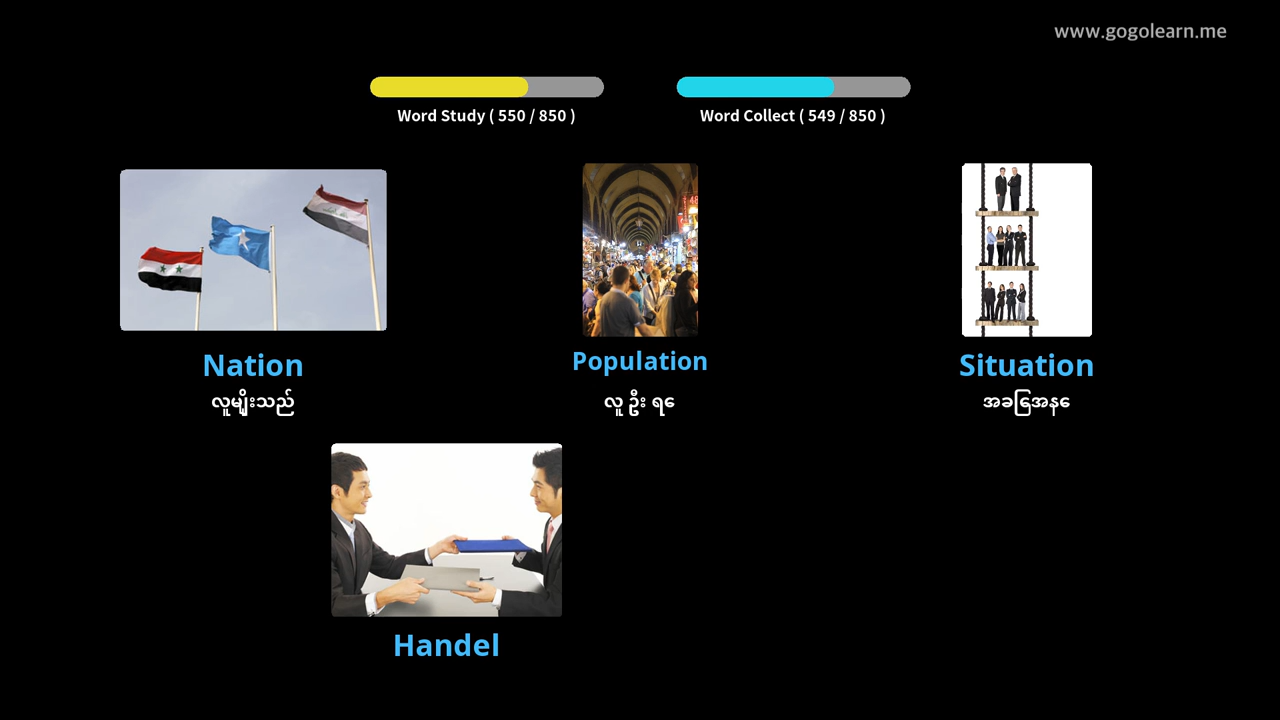 www.gogolearn.me
Word Study ( 550 / 850 )
Word Collect ( 549 / 850 )
Nation
Population
Situation
လူမျိုးသည်
လူ ဦး ရေ
အခြေအနေ
Handel